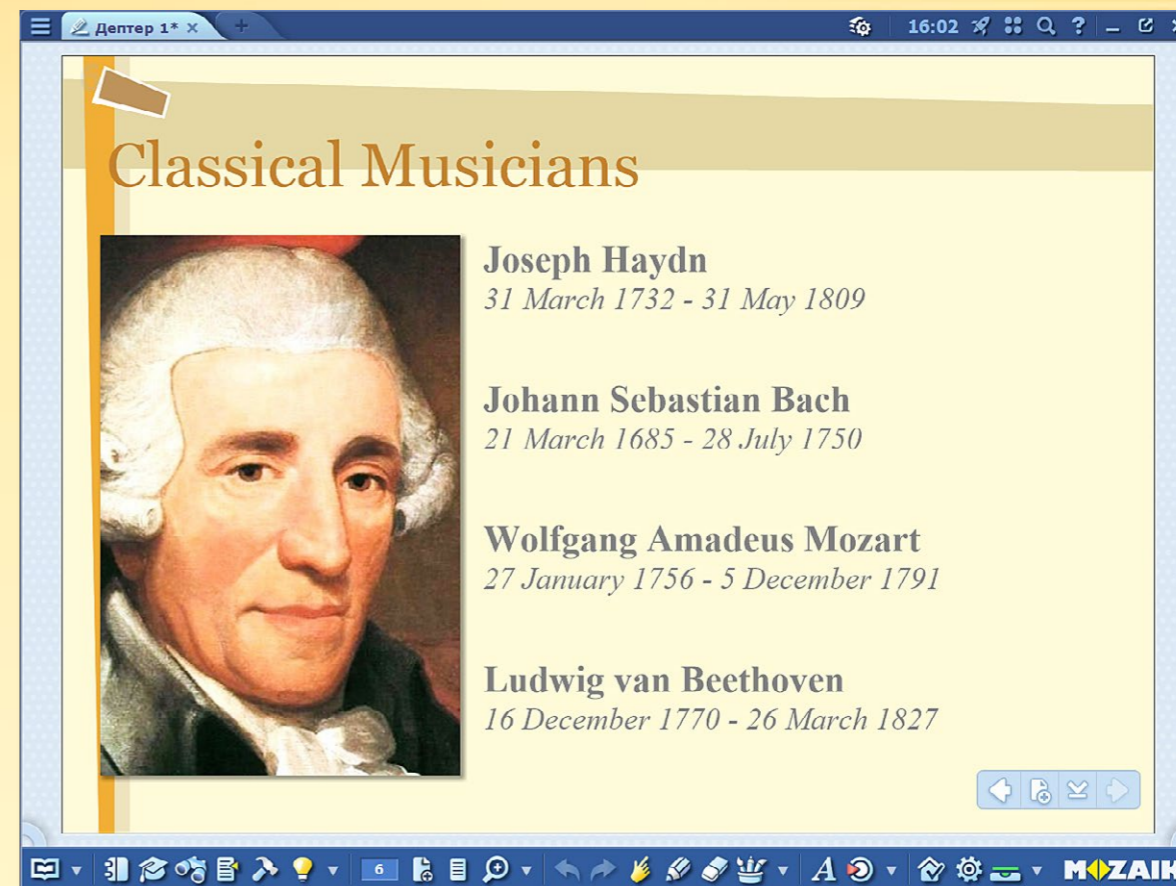 Дептер 1*
16:02
Classical Musicians
Joseph Haydn
31 March 1732 - 31 May 1809
Johann Sebastian Bach
21 March 1685 - 28 July 1750
Wolfgang Amadeus Mozart
27 January 1756 - 5 December 1791
Ludwig van Beethoven
16 December 1770 - 26 March 1827
6
MOZAIK